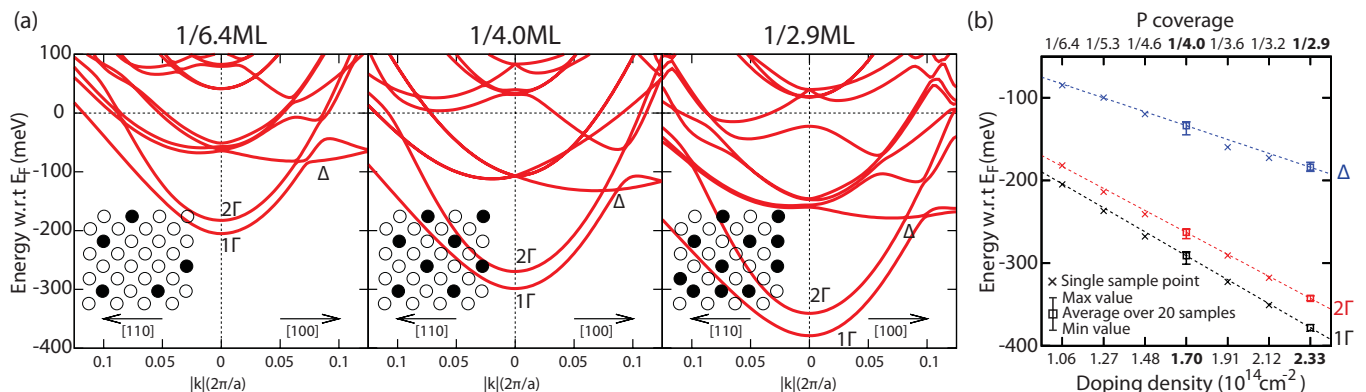 (a)
1/6.4ML
1/4.0ML
1/2.9ML
Energy w.r.t E_F (meV)
100
0
-100
-200
-300
-400
Δ
2Γ
1Γ
[110]
[100]
Δ
2Γ
1Γ
[110]
[100]
Δ
2Γ
1Γ
[110]
[100]
0.1 0.05 0 0.05 0.1
0.1 0.05 0 0.05 0.1
0.1 0.05 0 0.05 0.1
|k|(2π/a)
|k|(2π/a)
|k|(2π/a)
(b)
P coverage
1/6.4 1/5.3 1/4.6 1/4.0 1/3.6 1/3.2 1/2.9
Energy w.r.t E_F (meV)
-100
-200
-300
-400
Δ
2Γ
1Γ
Single sample point
Max value
Average over 20 samples
Min value
1.06 1.27 1.48 1.70 1.91 2.12 2.33
Doping density (10^14 cm^-2)